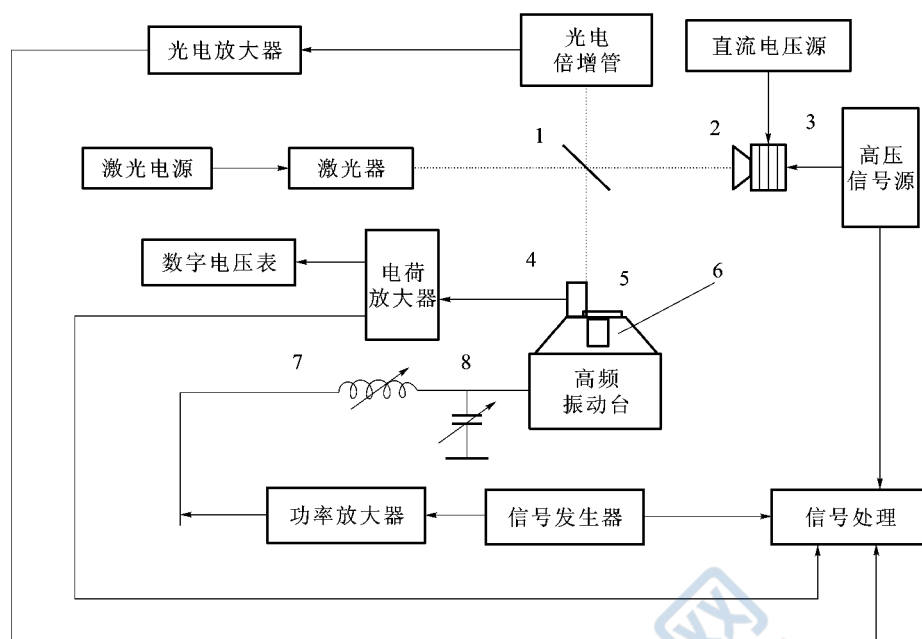 光电放大器
光电
倍增管
直流电压源
1
2
3
激光电源
激光器
高压
信号源
数字电压表
电荷
放大器
4
5
6
7
8
高频
振动台
功率放大器
信号发生器
信号处理